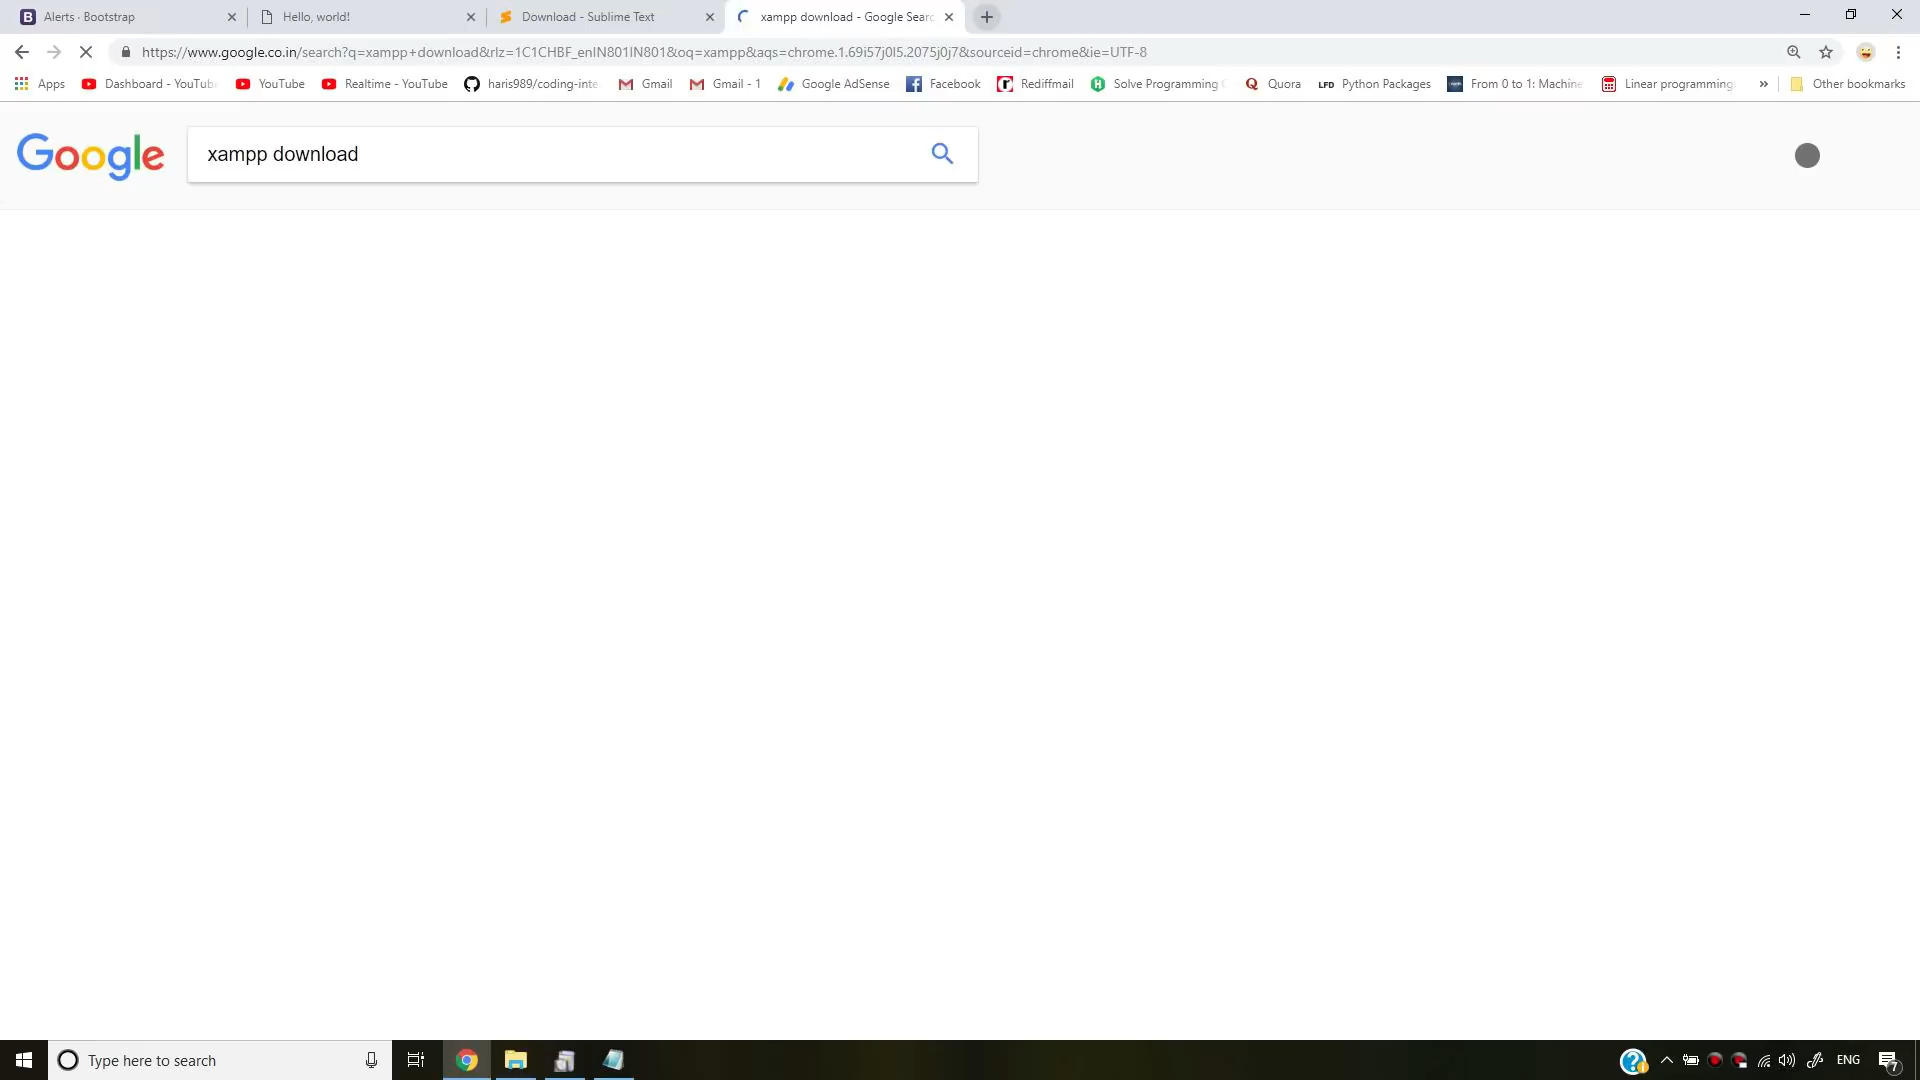 Alerts · Bootstrap
Hello, world!
Download - Sublime Text
xampp download - Google Searc
https://www.google.co.in/search?q=xampp+download&rlz=1C1CHBF_enIN801IN801&oq=xampp&aqs=chrome.1.69i57j0l5.2075j0j7&sourceid=chrome&ie=UTF-8
Apps
Dashboard - YouTub
YouTube
Realtime - YouTube
haris989/coding-inte
Gmail
Gmail - 1
Google AdSense
Facebook
Rediffmail
Solve Programming
Quora
LFD
Python Packages
From 0 to 1: Machine
Linear programming
Other bookmarks
Google
xampp download
Type here to search
ENG
7